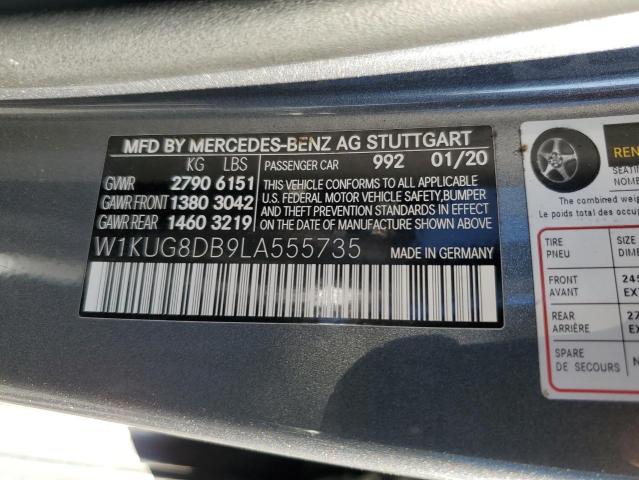 MFD BY MERCEDES-BENZ AG STUTTGART
KG LBS PASSENGER CAR 992 01/20
GVWR 2790 6151
GAWR FRONT 1380 3042
GAWR REAR 1460 3219
THIS VEHICLE CONFORMS TO ALL APPLICABLE
U.S. FEDERAL MOTOR VEHICLE SAFETY,BUMPER
AND THEFT PREVENTION STANDARDS IN EFFECT
ON THE DATE OF MANUFACTURE SHOWN ABOVE.
W1KUG8DB9LA555735 MADE IN GERMANY
The combined
Le poids total des
TIRE SIZE
PNEU
FRONT
AVANT
REAR
ARRIÈRE
SPARE
DE SECOURS